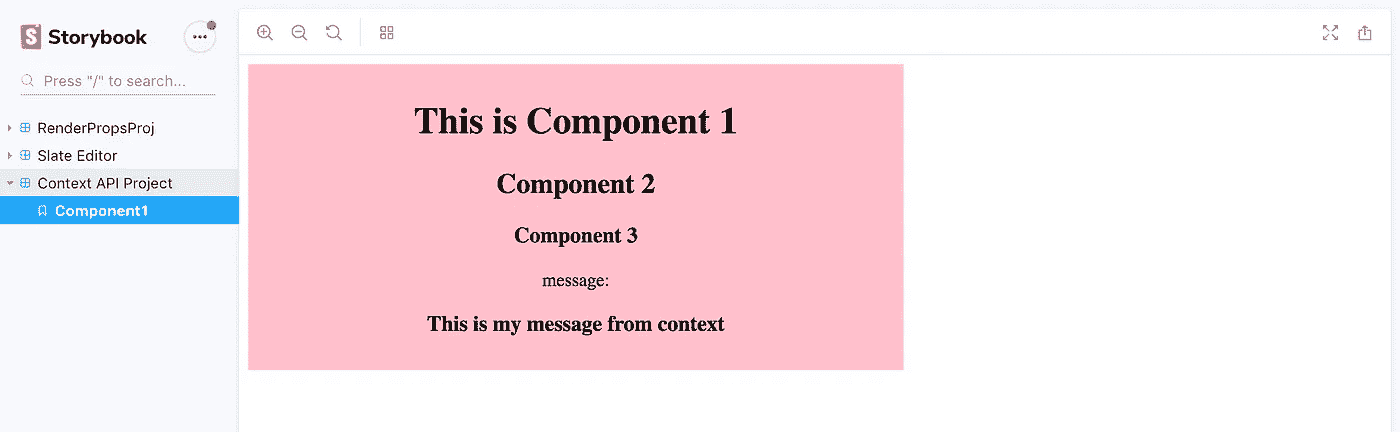 Storybook
Press "/" to search...
RenderPropsProj
Slate Editor
Context API Project
Component1
This is Component 1
Component 2
Component 3
message:
This is my message from context